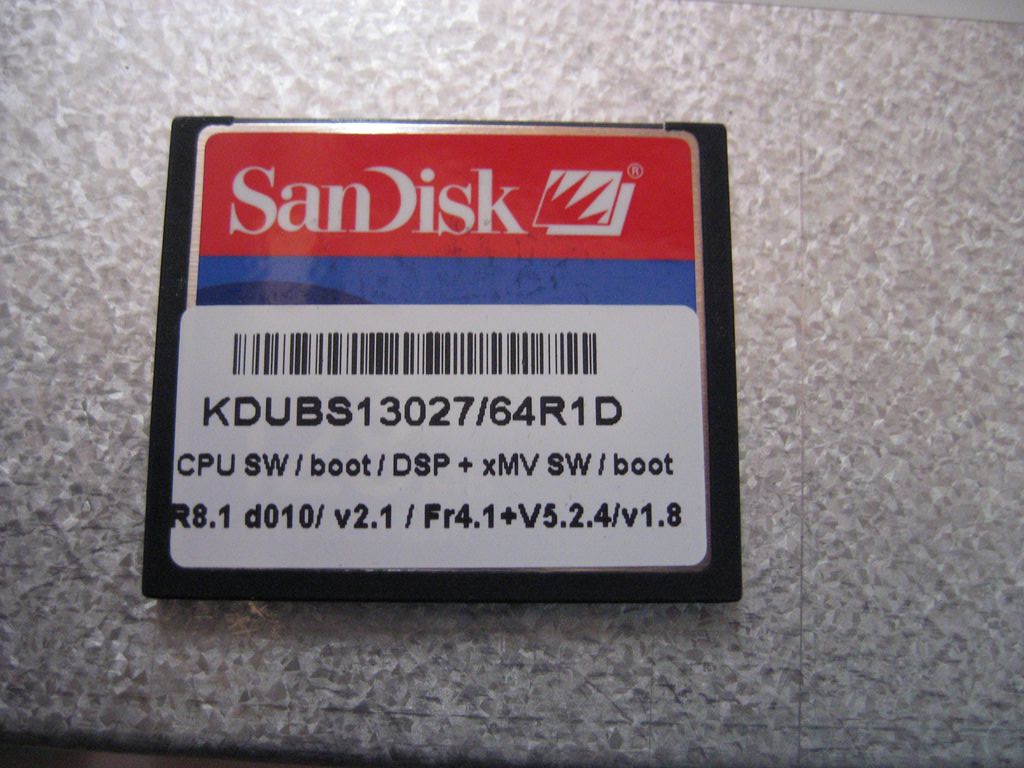 SanDisk ®
KDUBS13027/64R1D
CPU SW / boot / DSP + xMV SW / boot
R8.1 d010/ v2.1 / Fr4.1+V5.2.4/v1.8